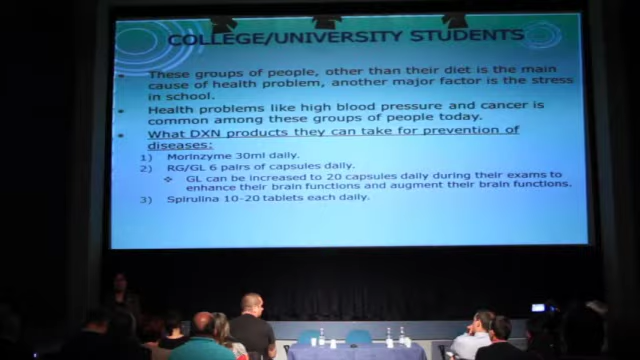 COLLEGE/UNIVERSITY STUDENTS
These groups of people, other than their diet is the main
cause of health problem, another major factor is the stress
in school.
Health problems like high blood pressure and cancer is
common among these groups of people today.
What DXN products they can take for prevention of
diseases:
1) Morinzyme 30ml daily.
2) RG/GL 6 pairs of capsules daily.
GL can be increased to 20 capsules daily during their exams to
enhance their brain functions and augment their brain functions.
3) Spirulina 10-20 tablets each daily.